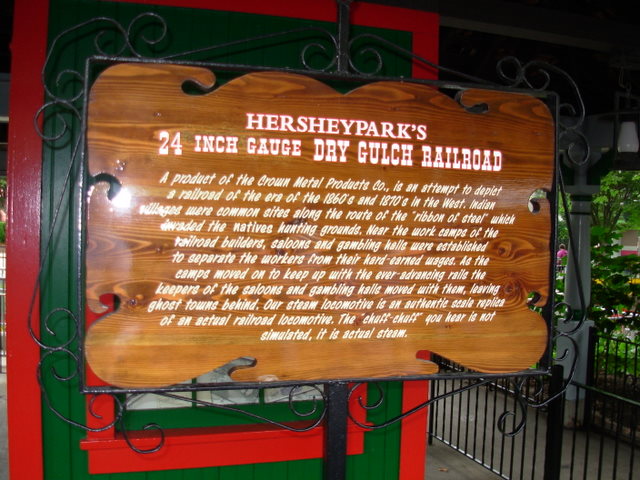 HERSHEYPARK'S
24 INCH GAUGE DRY GULCH RAILROAD
A product of the Crown Metal Products Co., is an attempt to depict
a railroad of the era of the 1860's and 1870's in the West. Indian
villages were common sites along the route of the "ribbon of steel" which
invaded the natives hunting grounds. Near the work camps of the
railroad builders, saloons and gambling halls were established
to separate the workers from their hard-earned wages. As the
camps moved on to keep up with the ever-advancing rails the
keepers of the saloons and gambling halls moved with them, leaving
ghost towns behind. Our steam locomotive is an authentic scale replica
of an actual railroad locomotive. The "chuff chuff" you hear is not
simulated, it is actual steam.